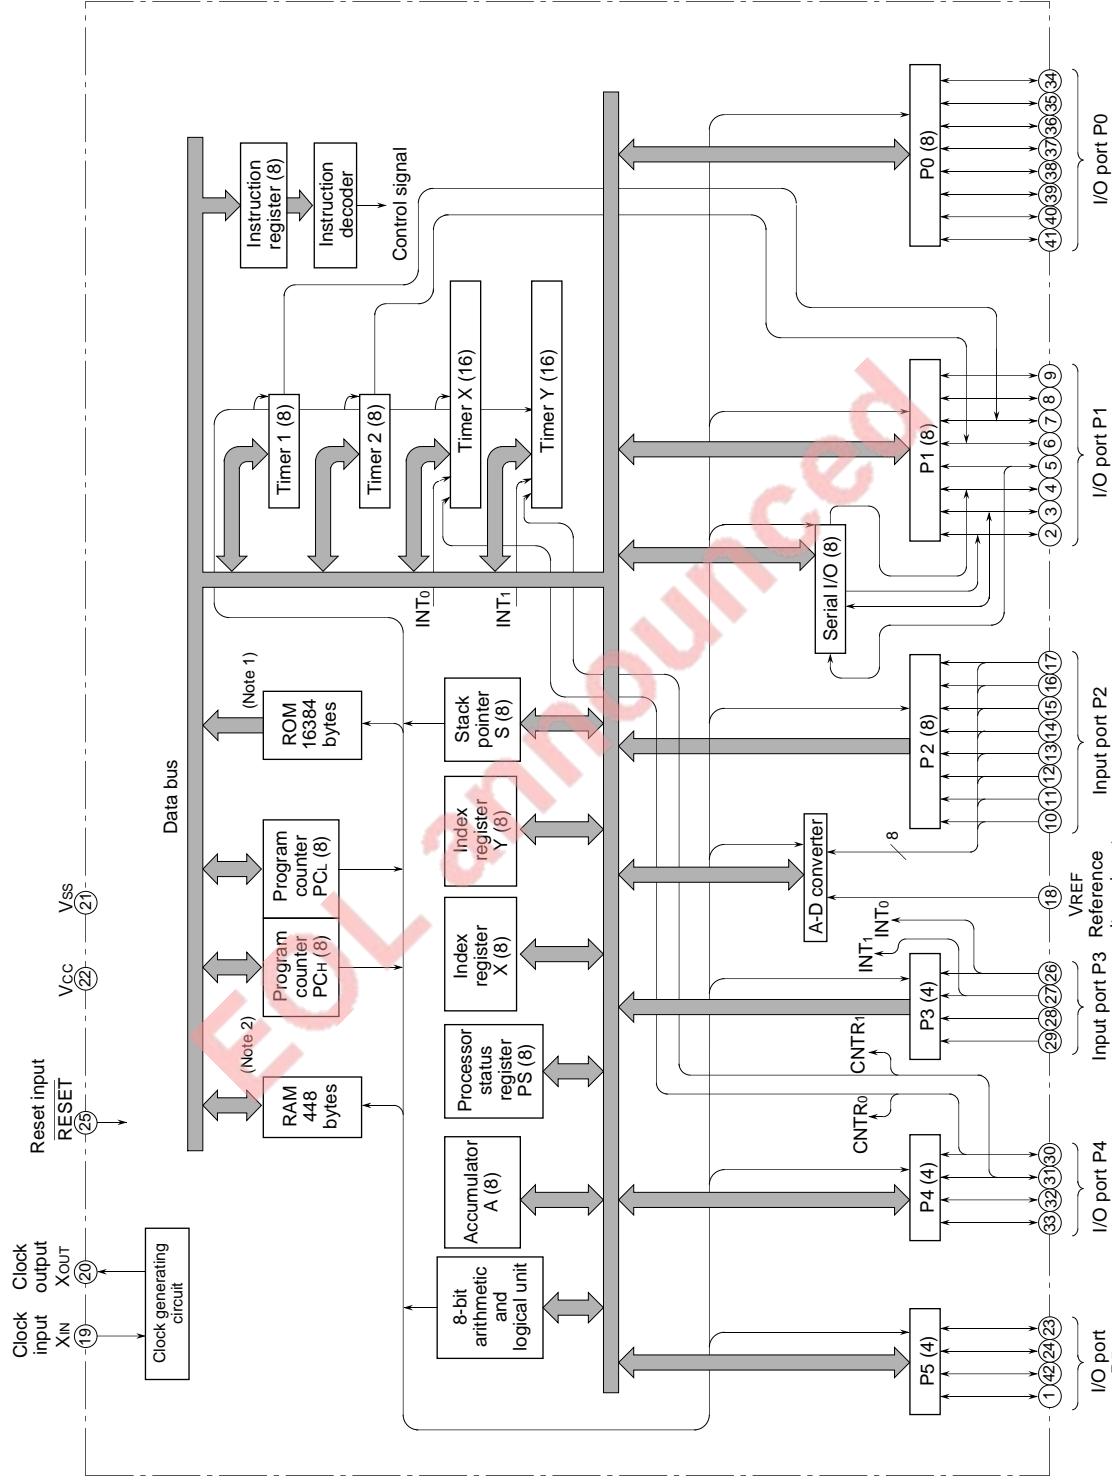 Clock
input
XIN
19
Clock
output
XOUT
20
Clock generating
circuit
Reset input
RESET
25
VCC
22
VSS
21
Data bus
(Note 2)
RAM
448
bytes
Program
counter
PCH (8)
Program
counter
PCL (8)
(Note 1)
ROM
16384
bytes
Instruction
register (8)
Instruction
decoder
Control signal
Timer 1 (8)
Timer 2 (8)
Timer X (16)
Timer Y (16)
INT0
INT1
8-bit
arithmetic
and
logical unit
Accumulator
A (8)
Processor
status
register
PS (8)
Index
register
X (8)
Index
register
Y (8)
Stack
pointer
S (8)
EOL announced
CNTR0
CNTR1
INT1
INT0
A-D converter
8
Serial I/O (8)
P5 (4)
P4 (4)
P3 (4)
P2 (8)
P1 (8)
P0 (8)
1 42 24 23
33 32 31 30
29 28 27 26
18
10 11 12 13 14 15 16 17
2 3 4 5 6 7 8 9
41 40 39 38 37 36 35 34
I/O port
I/O port P4
Input port P3
VREF
Reference
Input port P2
I/O port P1
I/O port P0